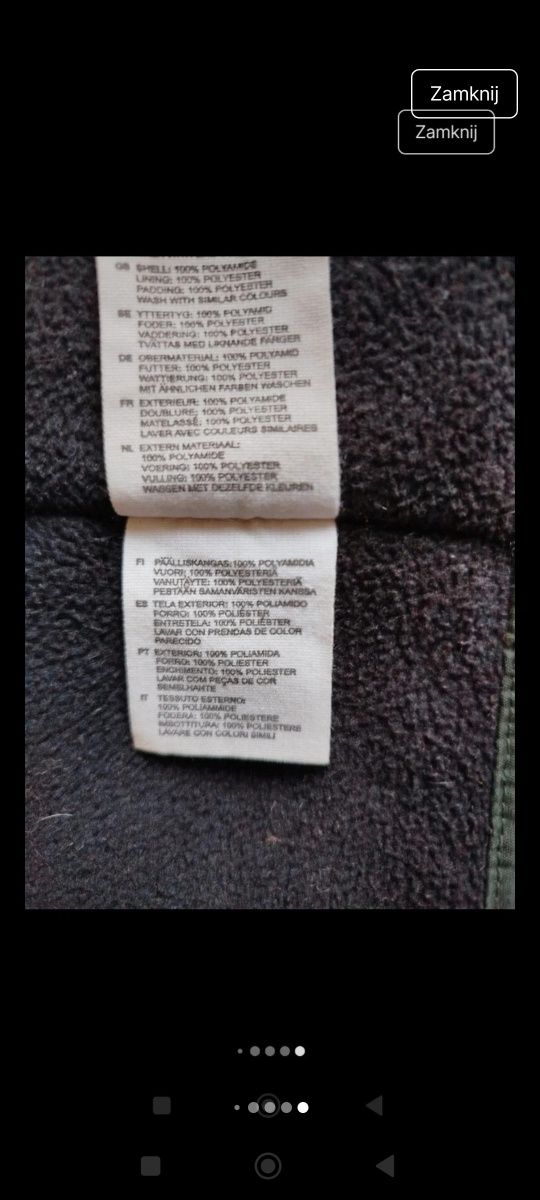 Zamknij
Zamknij
GB SHELL: 100% POLYAMIDE
LINING: 100% POLYESTER
PADDING: 100% POLYESTER
WASH WITH SIMILAR COLOURS
SE YTTERTYG: 100% POLYAMID
FODER: 100% POLYESTER
VADDERING: 100% POLYESTER
TVÄTTAS MED LIKNANDE FÄRGER
DE OBERMATERIAL: 100% POLYAMID
FUTTER: 100% POLYESTER
WATTIERUNG: 100% POLYESTER
MIT ÄHNLICHEN FARBEN WASCHEN
FR EXTERIEUR: 100% POLYAMIDE
DOUBLURE: 100% POLYESTER
MATELASSÉ: 100% POLYESTER
LAVER AVEC COULEURS SIMILAIRES
NL EXTERN MATERIAAL:
100% POLYAMIDE
VOERING: 100% POLYESTER
VULLING: 100% POLYESTER
WASSEN MET DEZELFDE KLEUREN
FI PÄÄLLISKANGAS: 100% POLYAMIDIA
VUORI: 100% POLYESTERIÄ
VANUTÄYTE: 100% POLYESTERIÄ
PESTÄÄN SAMANVÄRISTEN KANSSA
ES TELA EXTERIOR: 100% POLIAMIDO
FORRO: 100% POLIÉSTER
ENTRETELA: 100% POLIÉSTER
LAVAR CON PRENDAS DE COLOR
PARECIDO
PT EXTERIOR: 100% POLIAMIDA
FORRO: 100% POLIESTER
ENCHIMENTO: 100% POLIESTER
LAVAR COM PEÇAS DE COR
SEMELHANTE
IT TESSUTO ESTERNO:
100% POLIAMMIDE
FODERA: 100% POLIESTERE
IMBOTTITURA: 100% POLIESTERE
LAVARE CON COLORI SIMILI